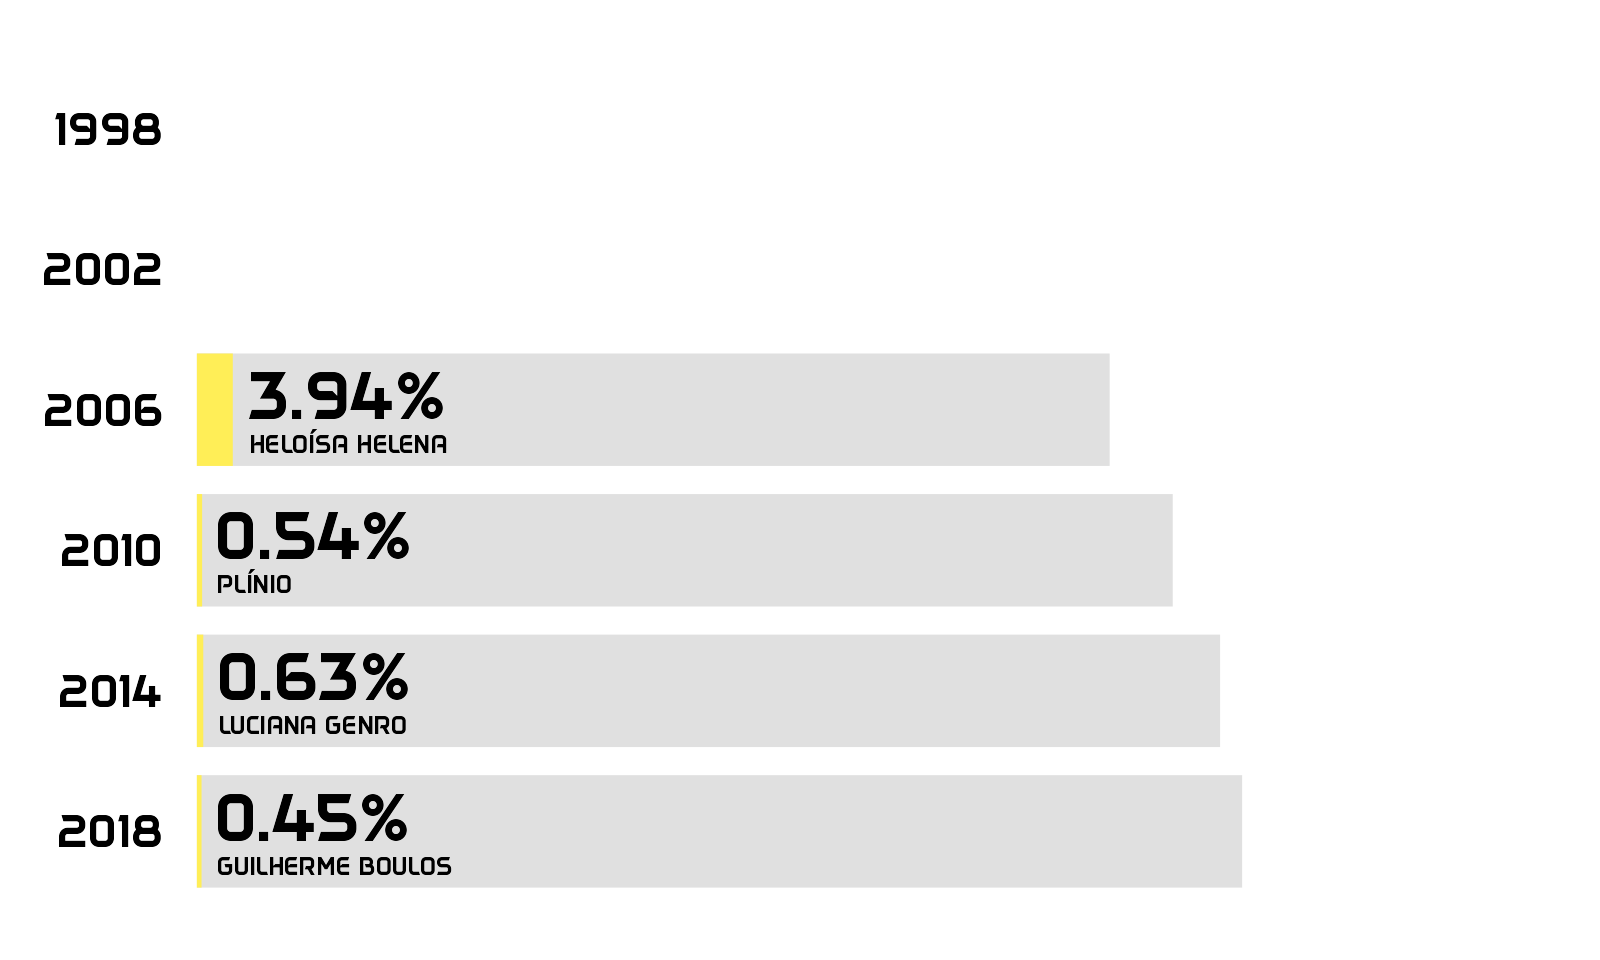 1998
2002
2006
3.94%
HELOÍSA HELENA
2010
0.54%
PLÍNIO
2014
0.63%
LUCIANA GENRO
2018
0.45%
GUILHERME BOULOS